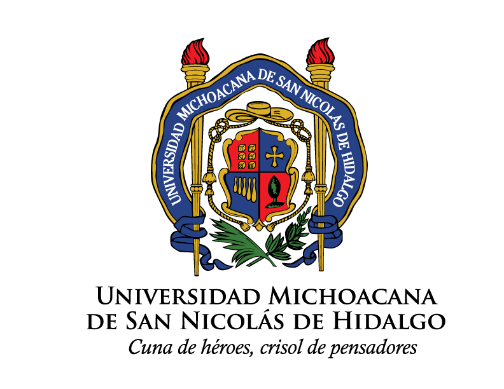 UNIVERSIDAD MICHOACANA DE SAN NICOLAS DE HIDALGO
UNIVERSIDAD MICHOACANA
DE SAN NICOLÁS DE HIDALGO
Cuna de héroes, crisol de pensadores